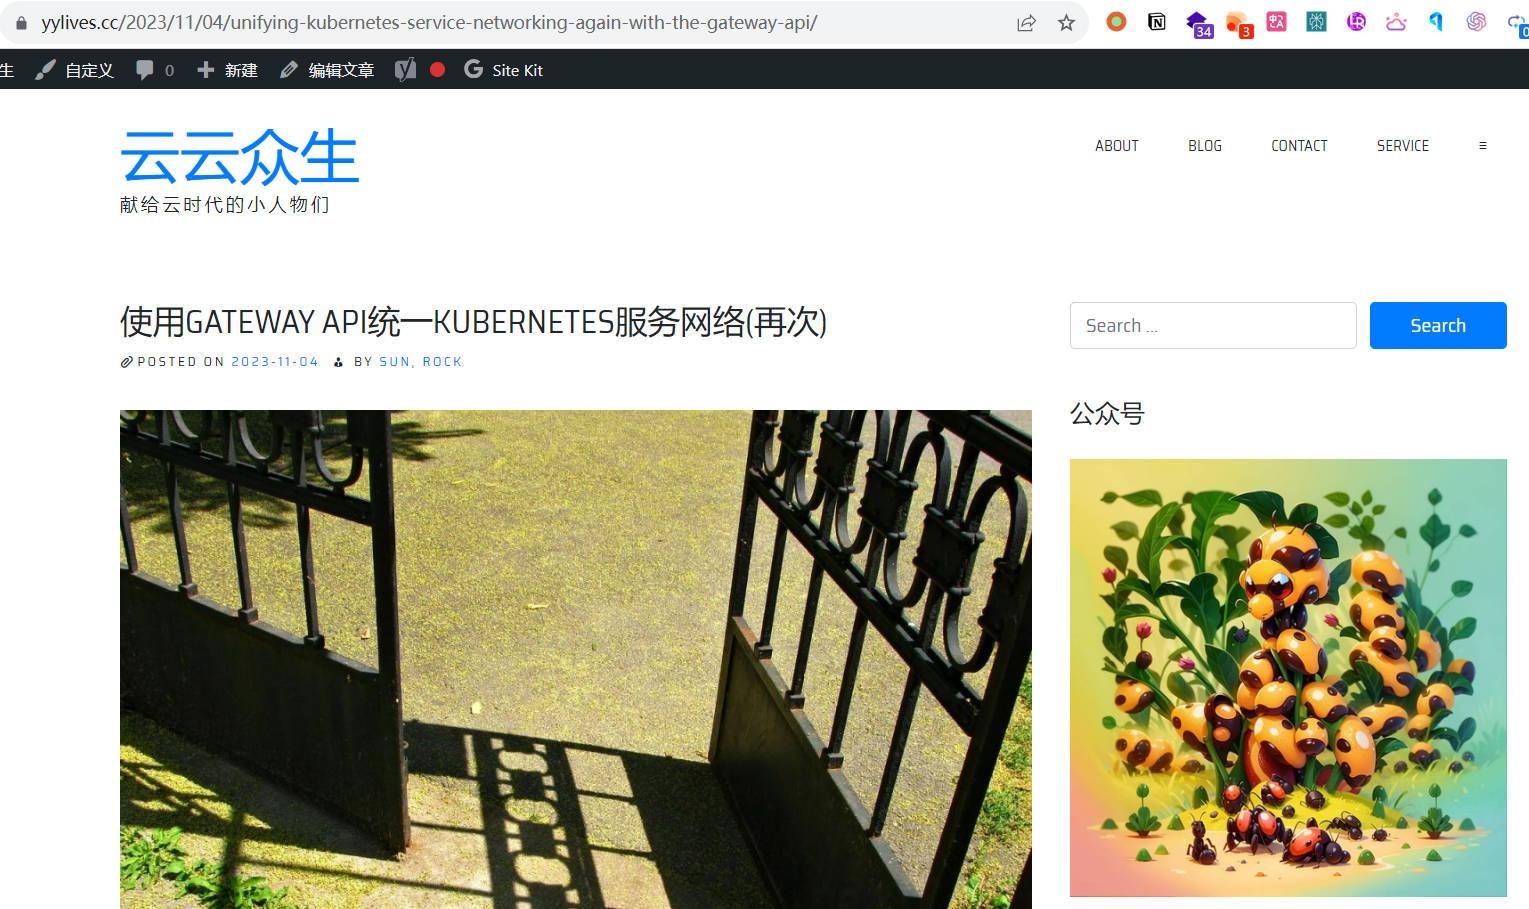 yylives.cc/2023/11/04/unifying-kubernetes-service-networking-again-with-the-gateway-api/
34
3
中
A
LR
0
生 自定义 0 新建 编辑文章 Site Kit
云云众生
献给云时代的小人物们
ABOUT BLOG CONTACT SERVICE ☰
使用GATEWAY API统一KUBERNETES服务网络(再次)
POSTED ON 2023-11-04 BY SUN, ROCK
Search ...
Search
公众号